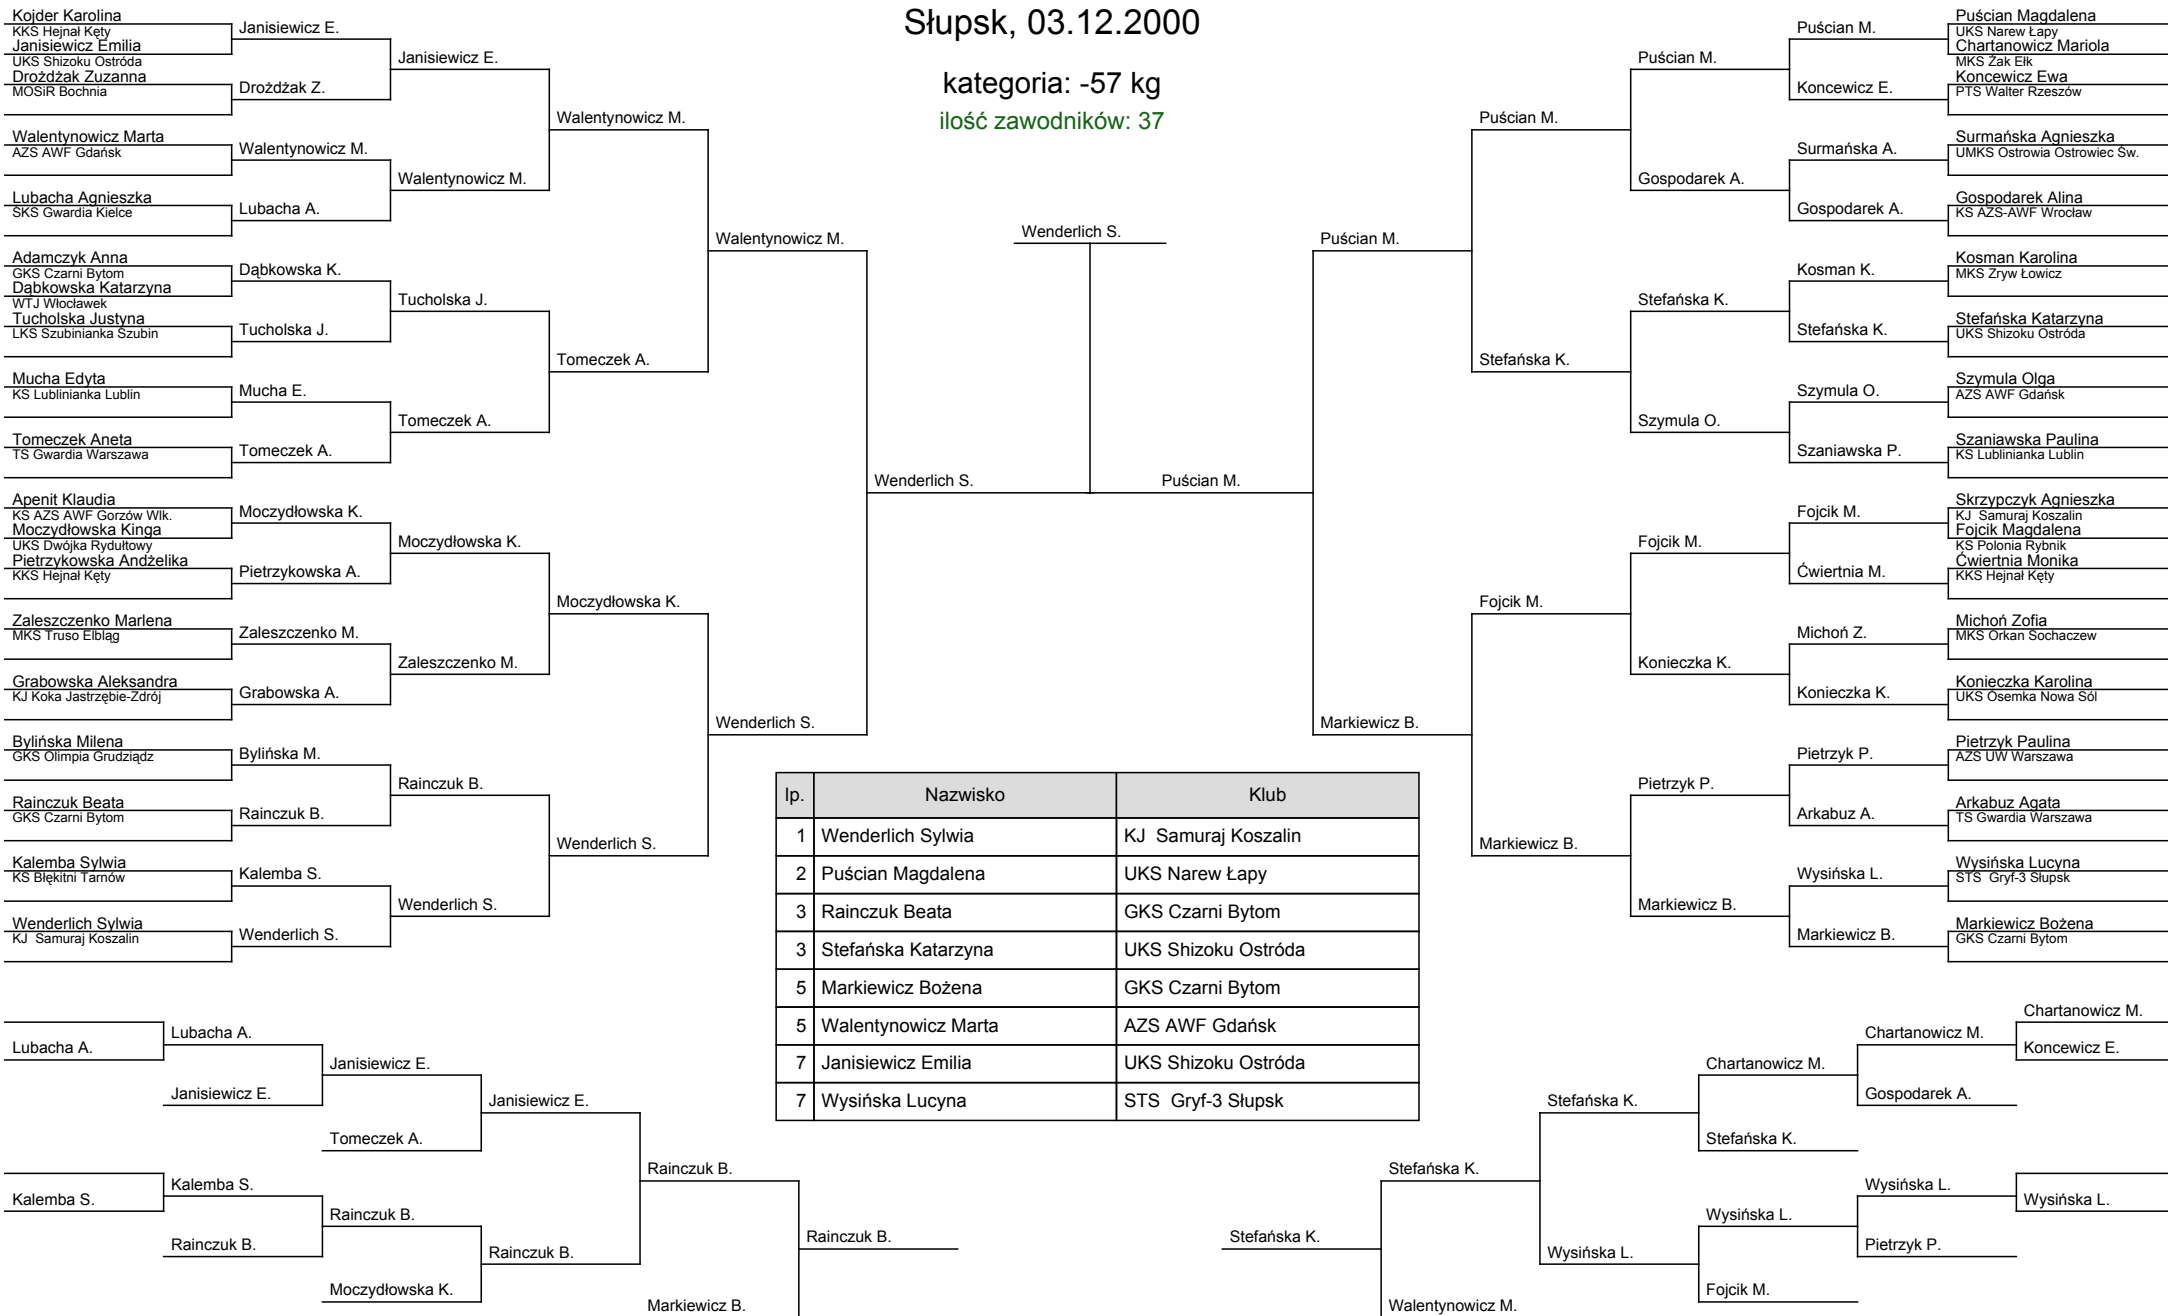 Słupsk, 03.12.2000
kategoria: -57 kg
ilość zawodników: 37
Kojder Karolina
KKS Hejnał Kęty
Janisiewicz Emilia
UKS Shizoku Ostróda
Drożdżak Zuzanna
MOSiR Bochnia
Walentynowicz Marta
AZS AWF Gdańsk
Lubacha Agnieszka
SKS Gwardia Kielce
Adamczyk Anna
GKS Czarni Bytom
Dąbkowska Katarzyna
WTJ Włocławek
Tucholska Justyna
LKS Szubinianka Szubin
Mucha Edyta
KS Lublinianka Lublin
Tomeczek Aneta
TS Gwardia Warszawa
Apenit Klaudia
KS AZS AWF Gorzów Wlk.
Moczydłowska Kinga
UKS Dwójka Rydułtowy
Pietrzykowska Andżelika
KKS Hejnał Kęty
Zaleszczenko Marlena
MKS Truso Elbląg
Grabowska Aleksandra
KJ Koka Jastrzębie-Zdrój
Bylińska Milena
GKS Olimpia Grudziądz
Rainczuk Beata
GKS Czarni Bytom
Kalemba Sylwia
KS Błękitni Tarnów
Wenderlich Sylwia
KJ Samuraj Koszalin
Janisiewicz E.
Drożdżak Z.
Walentynowicz M.
Lubacha A.
Dąbkowska K.
Tucholska J.
Mucha E.
Tomeczek A.
Moczydłowska K.
Pietrzykowska A.
Zaleszczenko M.
Grabowska A.
Bylińska M.
Rainczuk B.
Kalemba S.
Wenderlich S.
Janisiewicz E.
Walentynowicz M.
Tucholska J.
Tomeczek A.
Moczydłowska K.
Zaleszczenko M.
Rainczuk B.
Wenderlich S.
Walentynowicz M.
Tomeczek A.
Moczydłowska K.
Wenderlich S.
Walentynowicz M.
Wenderlich S.
Wenderlich S.
Wenderlich S.
Puścian M.
Puścian M.
Markiewicz B.
Puścian M.
Stefańska K.
Fojcik M.
Markiewicz B.
Puścian M.
Gospodarek A.
Stefańska K.
Szymula O.
Fojcik M.
Konieczka K.
Pietrzyk P.
Markiewicz B.
Puścian M.
Koncewicz E.
Surmańska A.
Gospodarek A.
Kosman K.
Stefańska K.
Szymula O.
Szaniawska P.
Fojcik M.
Ćwiertnia M.
Michoń Z.
Konieczka K.
Pietrzyk P.
Arkabuz A.
Wysińska L.
Markiewicz B.
Puścian Magdalena
UKS Narew Łapy
Chartanowicz Mariola
MKS Żak Ełk
Koncewicz Ewa
PTS Walter Rzeszów
Surmańska Agnieszka
UMKS Ostrowia Ostrowiec Św.
Gospodarek Alina
KS AZS-AWF Wrocław
Kosman Karolina
MKS Zryw Łowicz
Stefańska Katarzyna
UKS Shizoku Ostróda
Szymula Olga
AZS AWF Gdańsk
Szaniawska Paulina
KS Lublinianka Lublin
Skrzypczyk Agnieszka
KJ Samuraj Koszalin
Fojcik Magdalena
KS Polonia Rybnik
Ćwiertnia Monika
KKS Hejnał Kęty
Michoń Zofia
MKS Orkan Sochaczew
Konieczka Karolina
UKS Ósemka Nowa Sól
Pietrzyk Paulina
AZS UW Warszawa
Arkabuz Agata
TS Gwardia Warszawa
Wysińska Lucyna
STS Gryf-3 Słupsk
Markiewicz Bożena
GKS Czarni Bytom
lp. Nazwisko Klub
1 Wenderlich Sylwia KJ Samuraj Koszalin
2 Puścian Magdalena UKS Narew Łapy
3 Rainczuk Beata GKS Czarni Bytom
3 Stefańska Katarzyna UKS Shizoku Ostróda
5 Markiewicz Bożena GKS Czarni Bytom
5 Walentynowicz Marta AZS AWF Gdańsk
7 Janisiewicz Emilia UKS Shizoku Ostróda
7 Wysińska Lucyna STS Gryf-3 Słupsk
Lubacha A.
Kalemba S.
Lubacha A.
Janisiewicz E.
Kalemba S.
Rainczuk B.
Janisiewicz E.
Tomeczek A.
Rainczuk B.
Moczydłowska K.
Janisiewicz E.
Rainczuk B.
Rainczuk B.
Markiewicz B.
Rainczuk B.
Stefańska K.
Stefańska K.
Walentynowicz M.
Stefańska K.
Wysińska L.
Chartanowicz M.
Stefańska K.
Wysińska L.
Fojcik M.
Chartanowicz M.
Gospodarek A.
Wysińska L.
Pietrzyk P.
Chartanowicz M.
Koncewicz E.
Wysińska L.